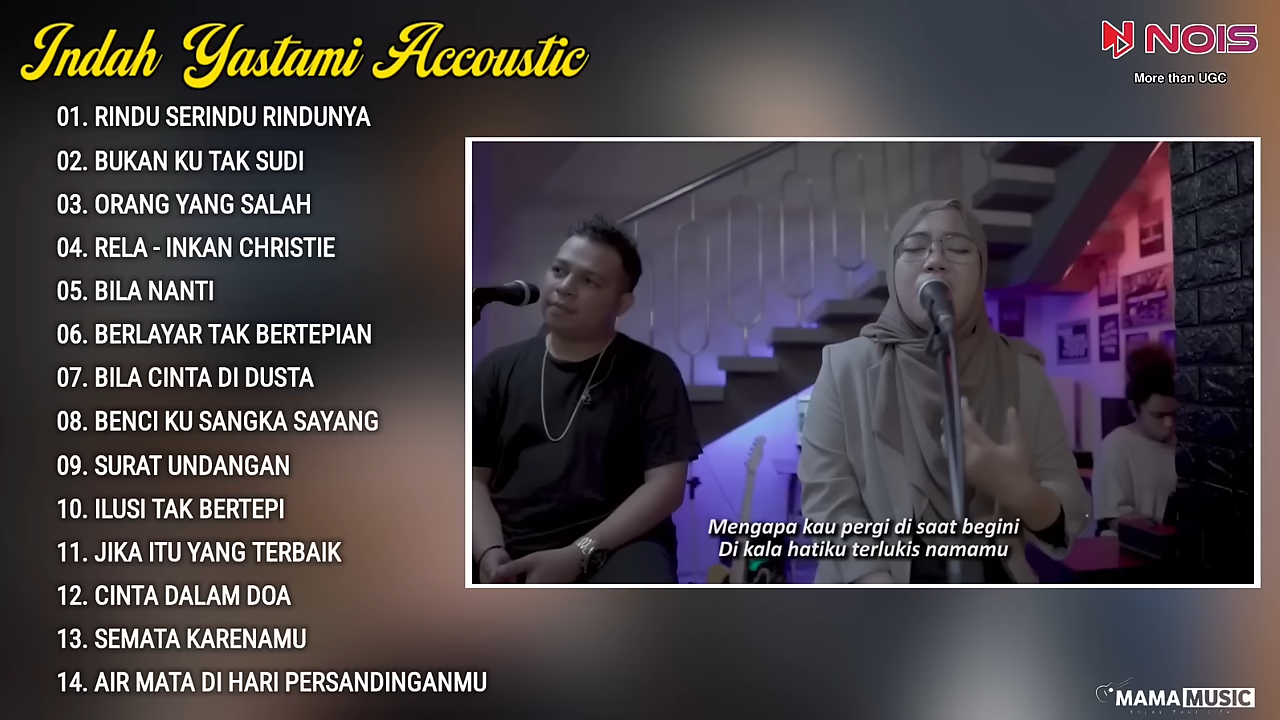 Indah Yastami Accoustic
NOIS
More than UGC
01. RINDU SERINDU RINDUNYA
02. BUKAN KU TAK SUDI
03. ORANG YANG SALAH
04. RELA - INKAN CHRISTIE
05. BILA NANTI
06. BERLAYAR TAK BERTEPIAN
07. BILA CINTA DI DUSTA
08. BENCI KU SANGKA SAYANG
09. SURAT UNDANGAN
10. ILUSI TAK BERTEPI
11. JIKA ITU YANG TERBAIK
12. CINTA DALAM DOA
13. SEMATA KARENAMU
14. AIR MATA DI HARI PERSANDINGANMU
Mengapa kau pergi di saat begini
Di kala hatiku terlukis namamu
MAMA MUSIC